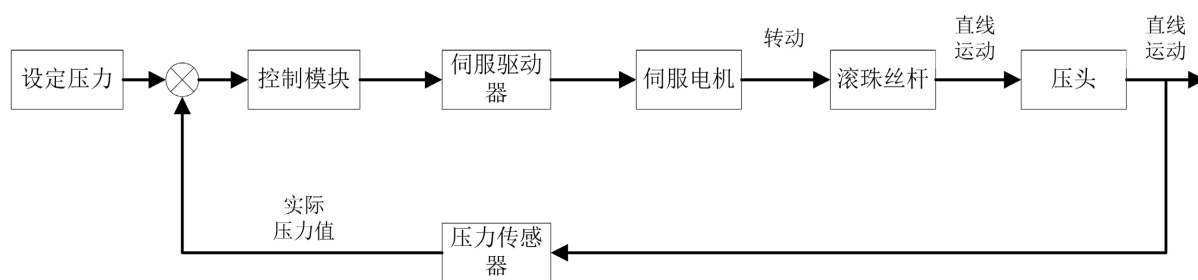 设定压力
控制模块
伺服驱动
器
伺服电机
转动
滚珠丝杆
直线
运动
压头
直线
运动
实际
压力值
压力传感
器